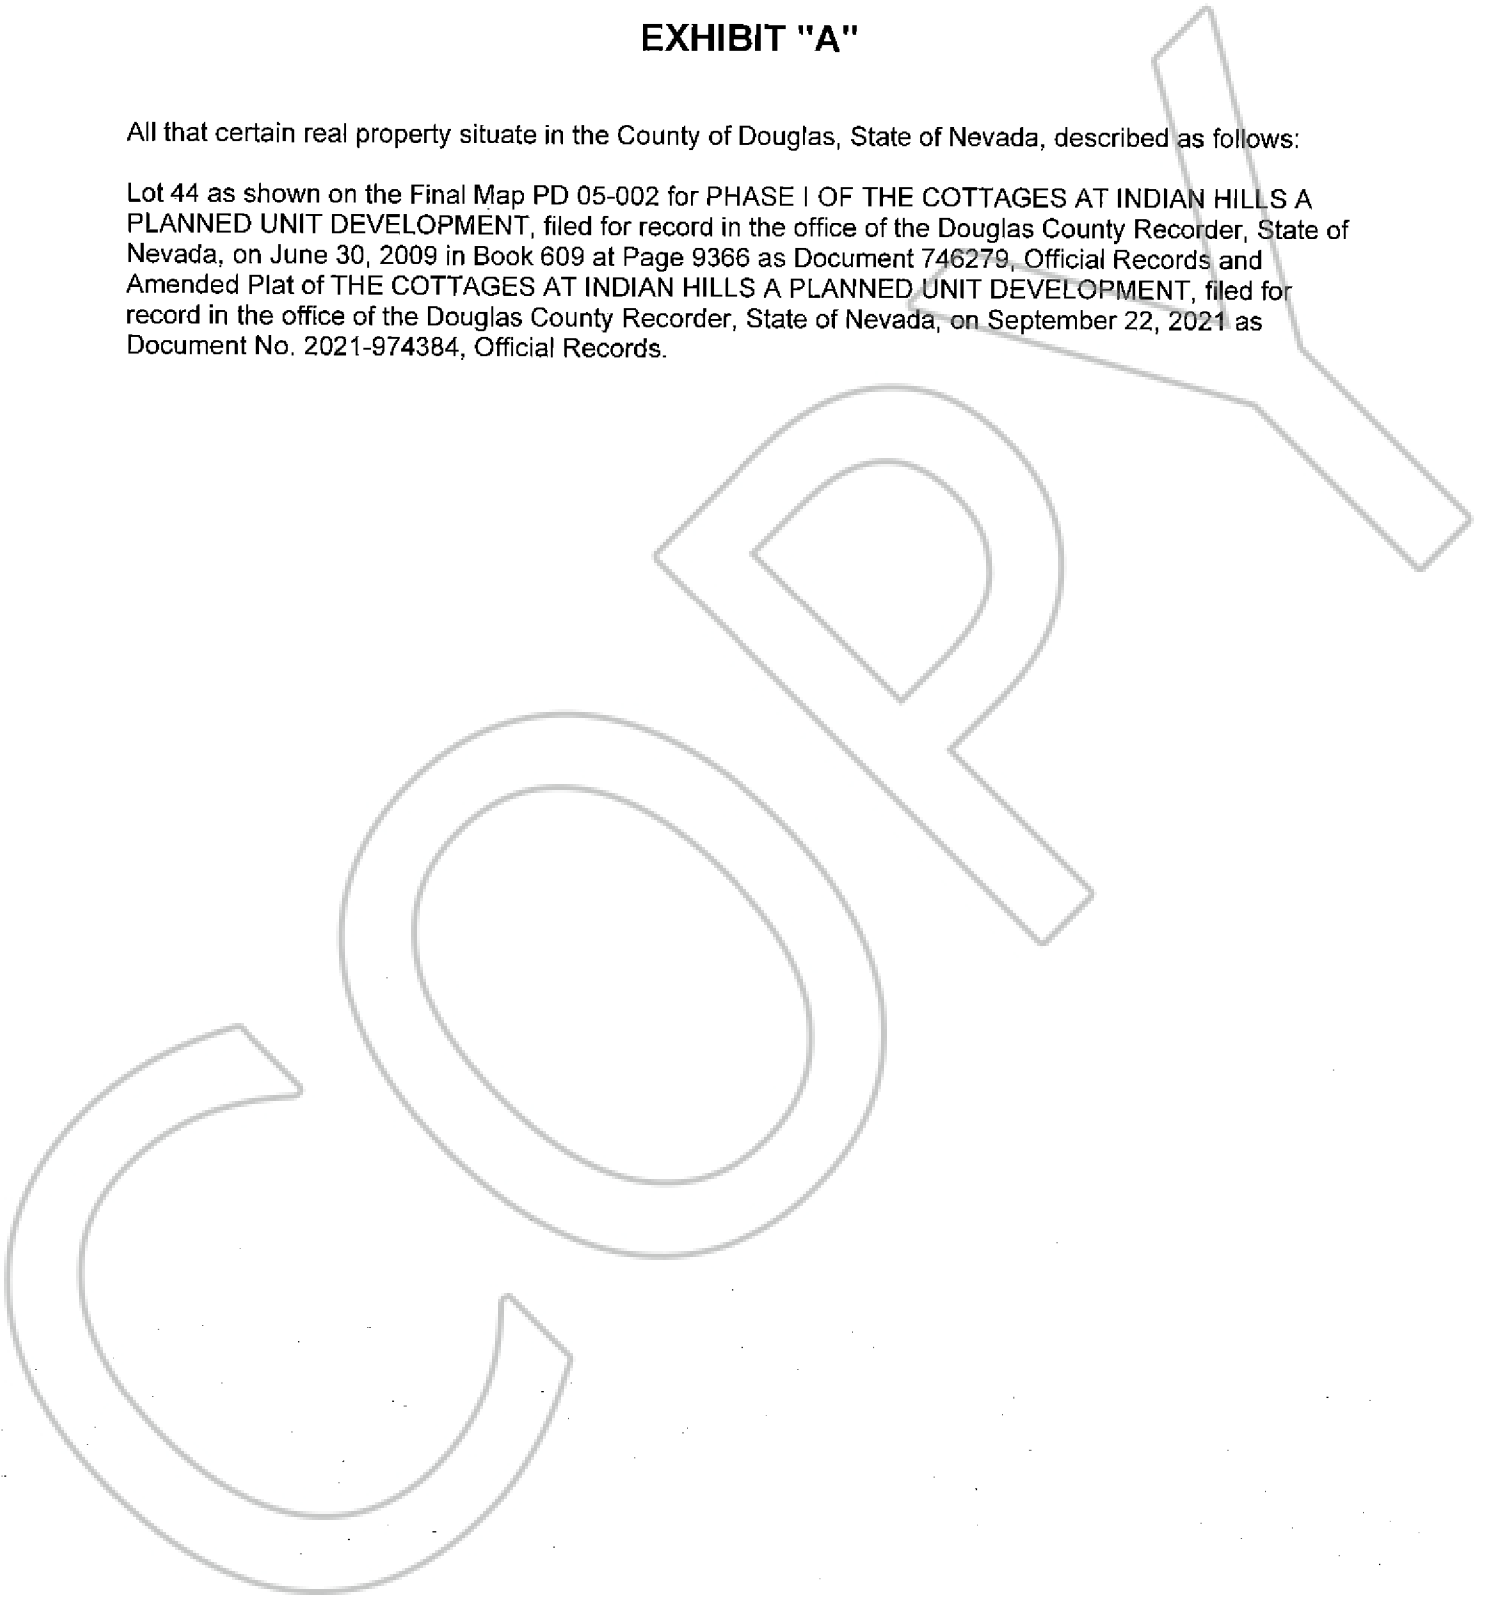 EXHIBIT "A"
All that certain real property situate in the County of Douglas, State of Nevada, described as follows:
Lot 44 as shown on the Final Map PD 05-002 for PHASE I OF THE COTTAGES AT INDIAN HILLS A
PLANNED UNIT DEVELOPMENT, filed for record in the office of the Douglas County Recorder, State of
Nevada, on June 30, 2009 in Book 609 at Page 9366 as Document 746279, Official Records and
Amended Plat of THE COTTAGES AT INDIAN HILLS A PLANNED UNIT DEVELOPMENT, filed for
record in the office of the Douglas County Recorder, State of Nevada, on September 22, 2021 as
Document No. 2021-974384, Official Records.
COPY